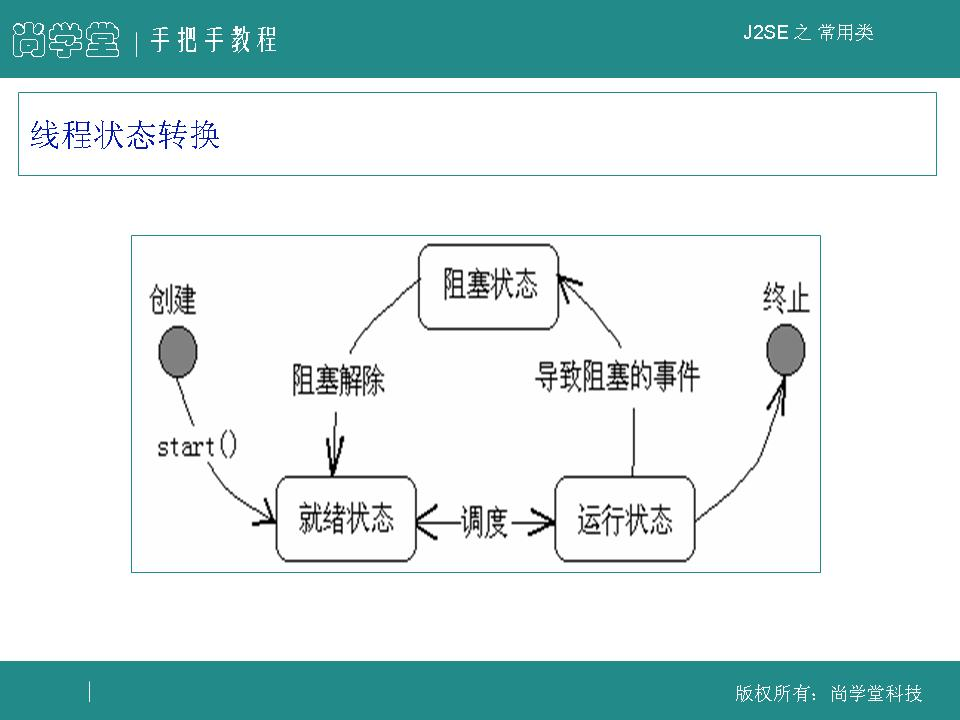 尚学堂 | 手把手教程
J2SE 之 常用类
线程状态转换
创建
阻塞状态
终止
阻塞解除
导致阻塞的事件
start()
就绪状态
调度
运行状态
版权所有：尚学堂科技